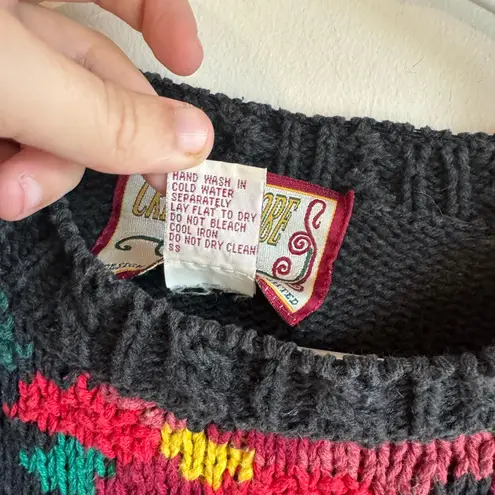 HAND WASH IN
COLD WATER
SEPARATELY
LAY FLAT TO DRY
DO NOT BLEACH
COOL IRON
DO NOT DRY CLEAN
SS